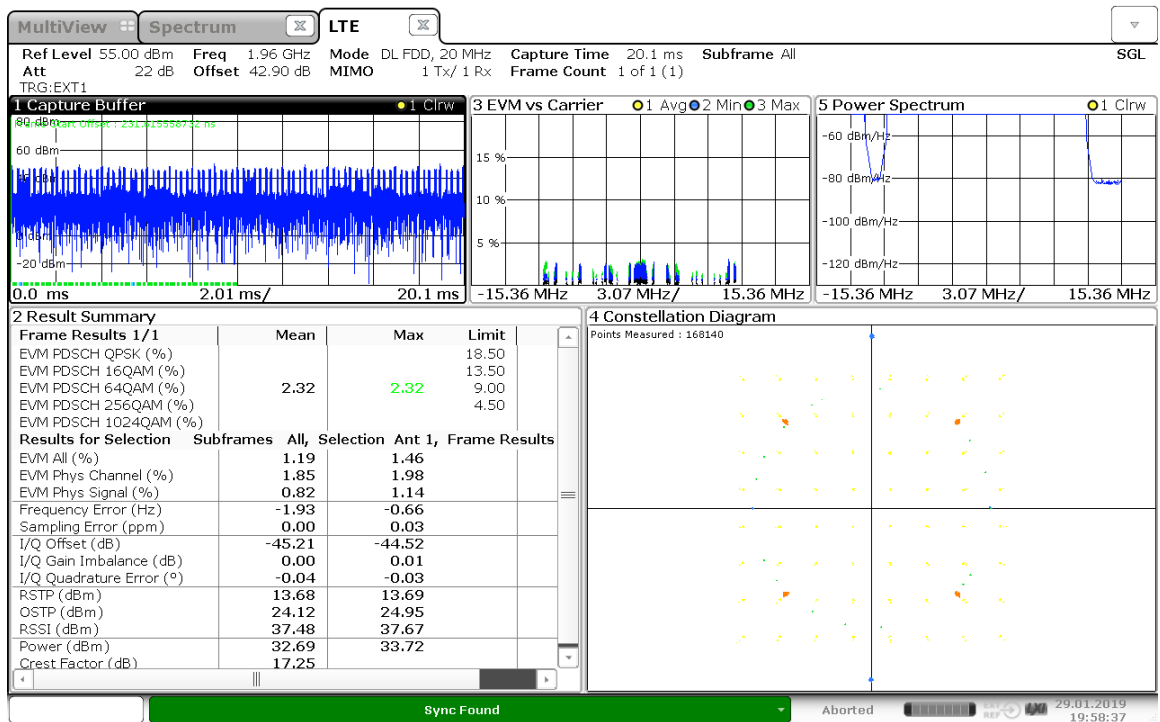 MultiView Spectrum LTE
Ref Level 55.00 dBm Freq 1.96 GHz Mode DL FDD, 20 MHz Capture Time 20.1 ms Subframe All SGL
Att 22 dB Offset 42.90 dB MIMO 1 Tx/ 1 Rx Frame Count 1 of 1 (1)
TRG:EXT1
1 Capture Buffer 1 Clrw
80 dBm
Frame Start Offset : 231.615558732 ns
60 dBm
-20 dBm
0.0 ms 2.01 ms/ 20.1 ms
3 EVM vs Carrier 1 Avg 2 Min 3 Max
15 %
10 %
5 %
-15.36 MHz 3.07 MHz/ 15.36 MHz
5 Power Spectrum 1 Clrw
-60 dBm/Hz
-80 dBm/Hz
-100 dBm/Hz
-120 dBm/Hz
-15.36 MHz 3.07 MHz/ 15.36 MHz
2 Result Summary
Frame Results 1/1 Mean Max Limit
EVM PDSCH QPSK (%) 18.50
EVM PDSCH 16QAM (%) 13.50
EVM PDSCH 64QAM (%) 2.32 2.32 9.00
EVM PDSCH 256QAM (%) 4.50
EVM PDSCH 1024QAM (%)
Results for Selection Subframes All, Selection Ant 1, Frame Results
EVM All (%) 1.19 1.46
EVM Phys Channel (%) 1.85 1.98
EVM Phys Signal (%) 0.82 1.14
Frequency Error (Hz) -1.93 -0.66
Sampling Error (ppm) 0.00 0.03
I/Q Offset (dB) -45.21 -44.52
I/Q Gain Imbalance (dB) 0.00 0.01
I/Q Quadrature Error (°) -0.04 -0.03
RSTP (dBm) 13.68 13.69
OSTP (dBm) 24.12 24.95
RSSI (dBm) 37.48 37.67
Power (dBm) 32.69 33.72
Crest Factor (dB) 17.25
4 Constellation Diagram
Points Measured : 168140
Sync Found
Aborted
EXT
REF
LXI
29.01.2019
19:58:37